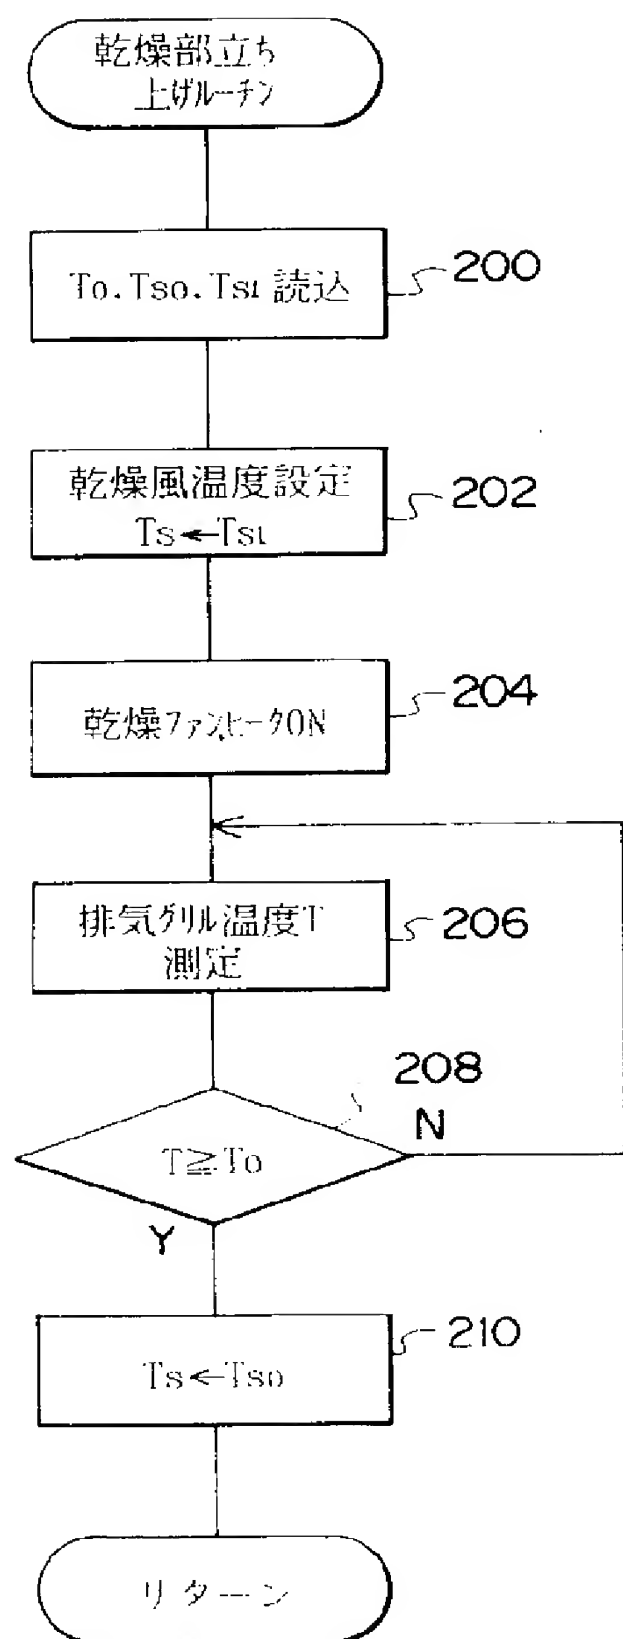 乾燥部立ち
上げルーチン
To.Tso.Ts1 読込
200
乾燥風温度設定
Ts←Ts1
202
乾燥ファン,ヒータON
204
排気グリル温度T
測定
206
208
T≧To
N
Y
Ts←Tso
210
リターン